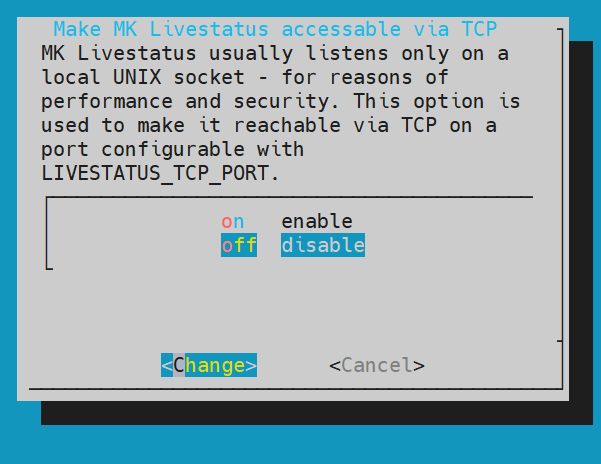 Make MK Livestatus accessable via TCP
MK Livestatus usually listens only on a
local UNIX socket - for reasons of
performance and security. This option is
used to make it reachable via TCP on a
port configurable with
LIVESTATUS_TCP_PORT.
on enable
off disable
<Change> <Cancel>